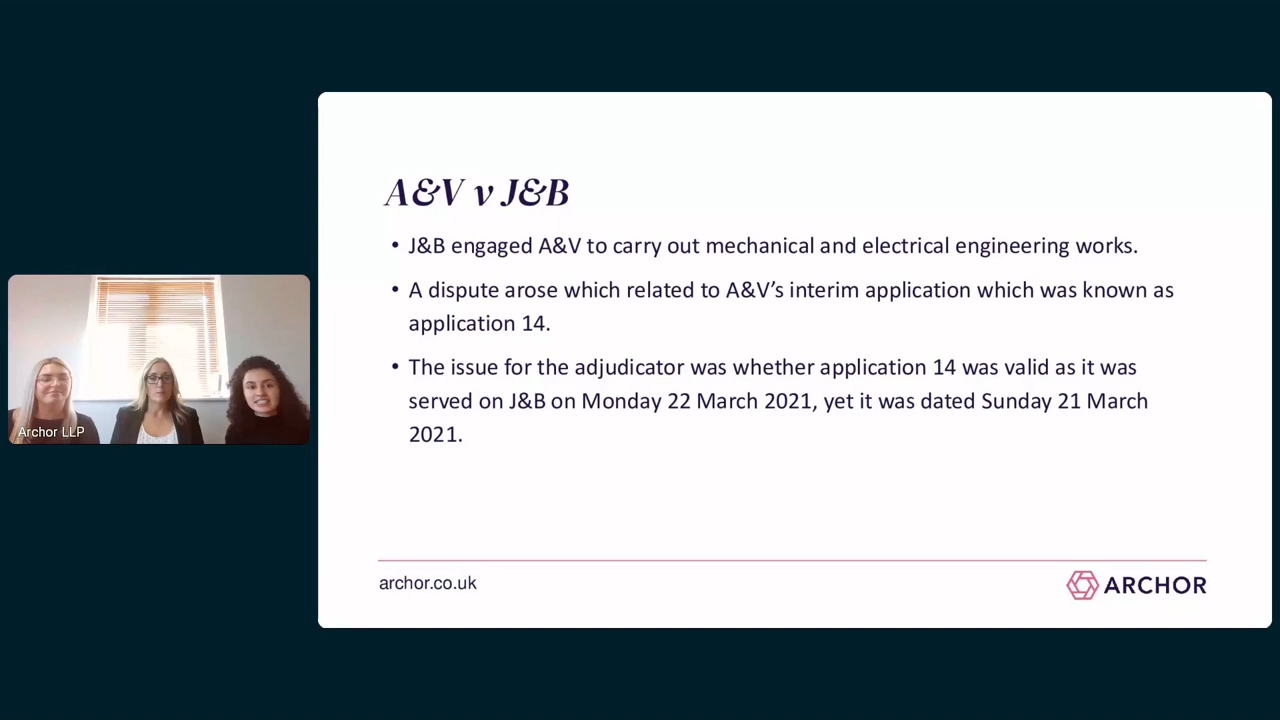 A&V v J&B
• J&B engaged A&V to carry out mechanical and electrical engineering works.
• A dispute arose which related to A&V’s interim application which was known as
application 14.
• The issue for the adjudicator was whether application 14 was valid as it was
served on J&B on Monday 22 March 2021, yet it was dated Sunday 21 March
2021.
Archor LLP
archor.co.uk
ARCHOR